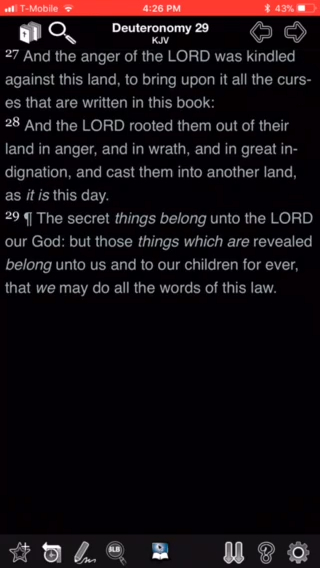 T-Mobile 4:26 PM 43%
Deuteronomy 29
KJV
27 And the anger of the LORD was kindled
against this land, to bring upon it all the curs-
es that are written in this book:
28 And the LORD rooted them out of their
land in anger, and in wrath, and in great in-
dignation, and cast them into another land,
as it is this day.
29 ¶ The secret things belong unto the LORD
our God: but those things which are revealed
belong unto us and to our children for ever,
that we may do all the words of this law.
SLB